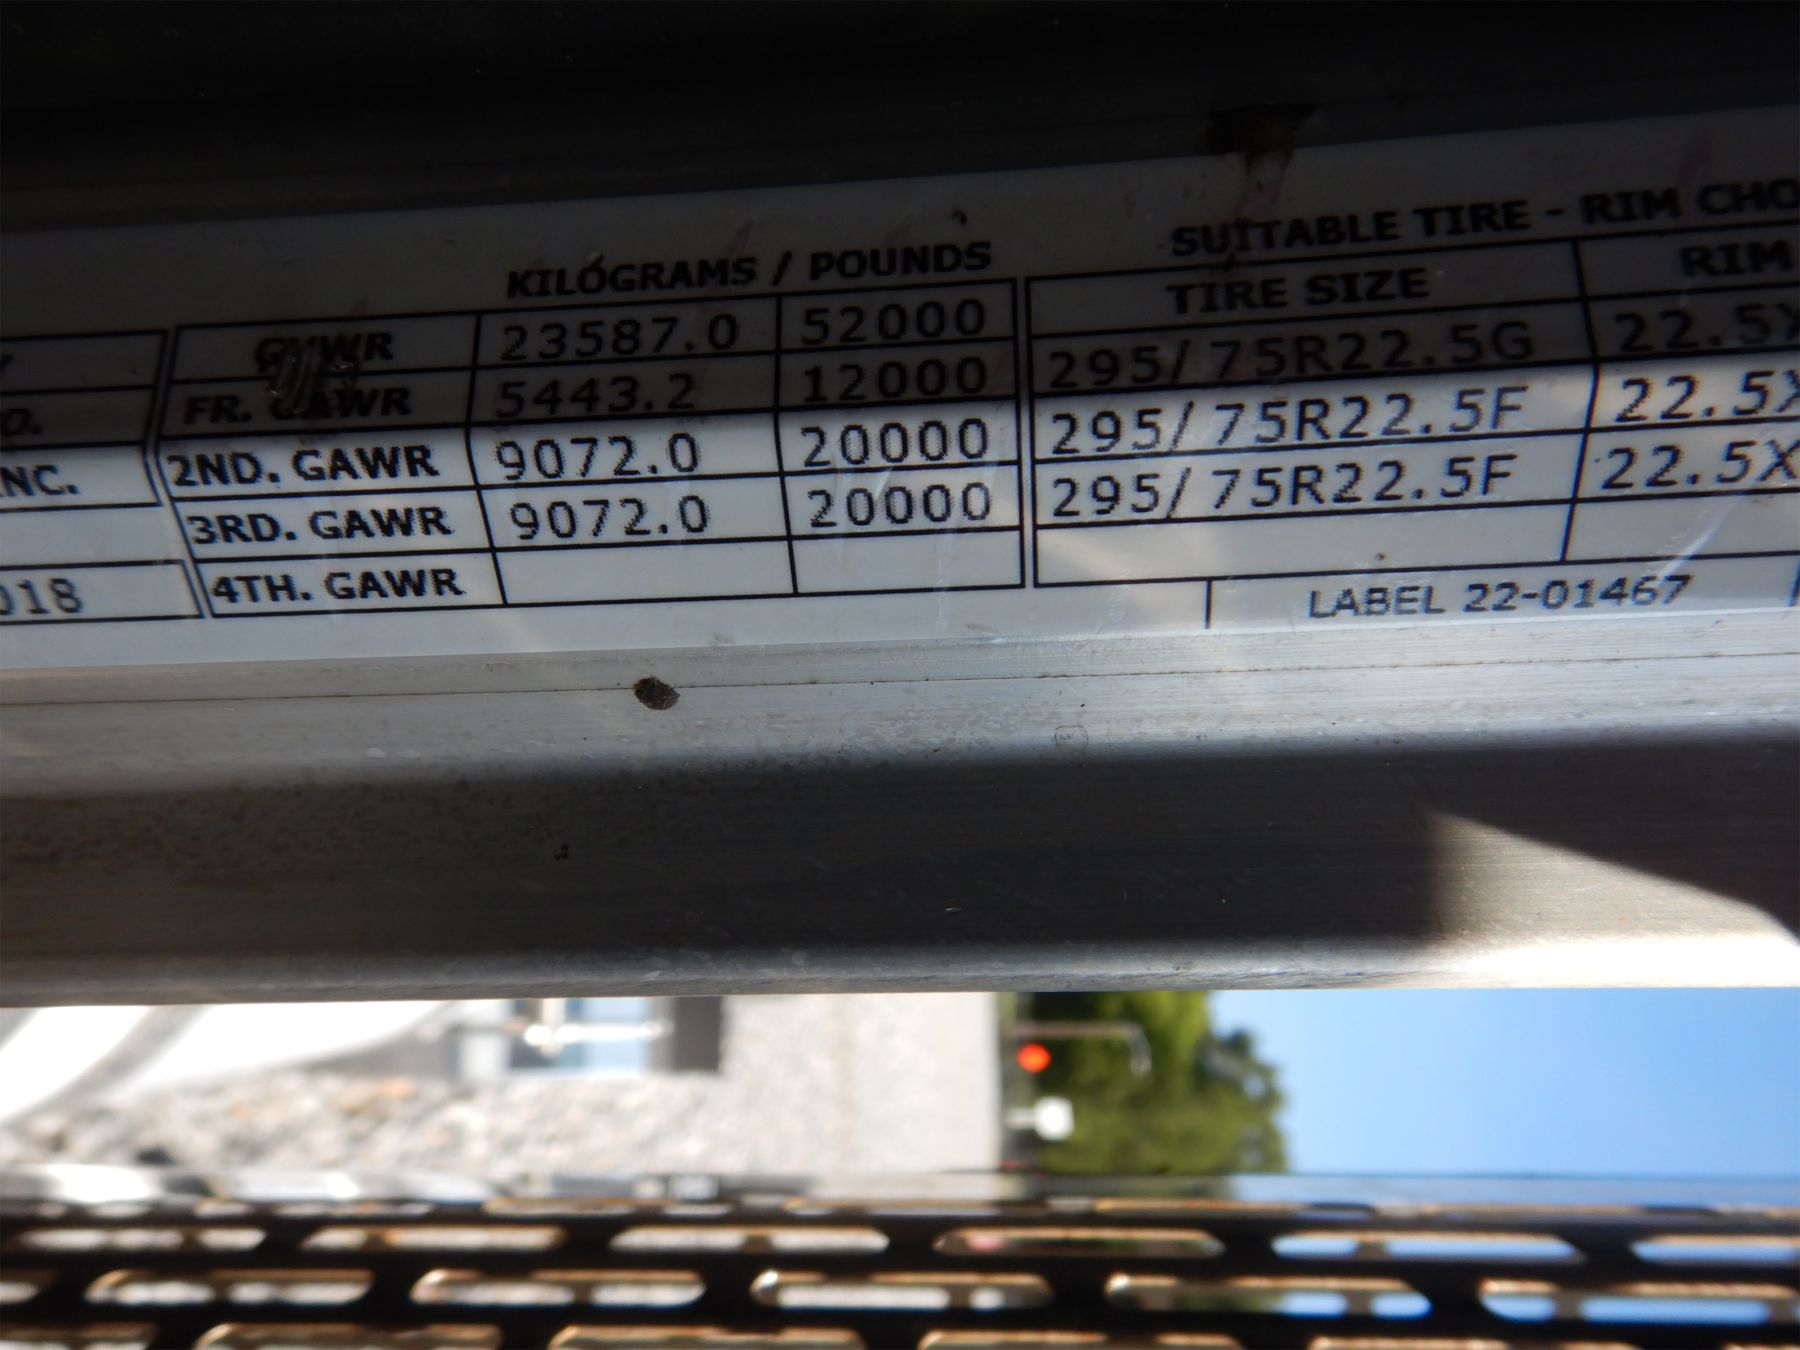 KILOGRAMS / POUNDS
SUITABLE TIRE - RIM CHO
TIRE SIZE RIM
GVWR 23587.0 52000 295/75R22.5G 22.5X
FR. GAWR 5443.2 12000 295/75R22.5F 22.5X
2ND. GAWR 9072.0 20000 295/75R22.5F 22.5X
3RD. GAWR 9072.0 20000
4TH. GAWR
O.
INC.
018
LABEL 22-01467